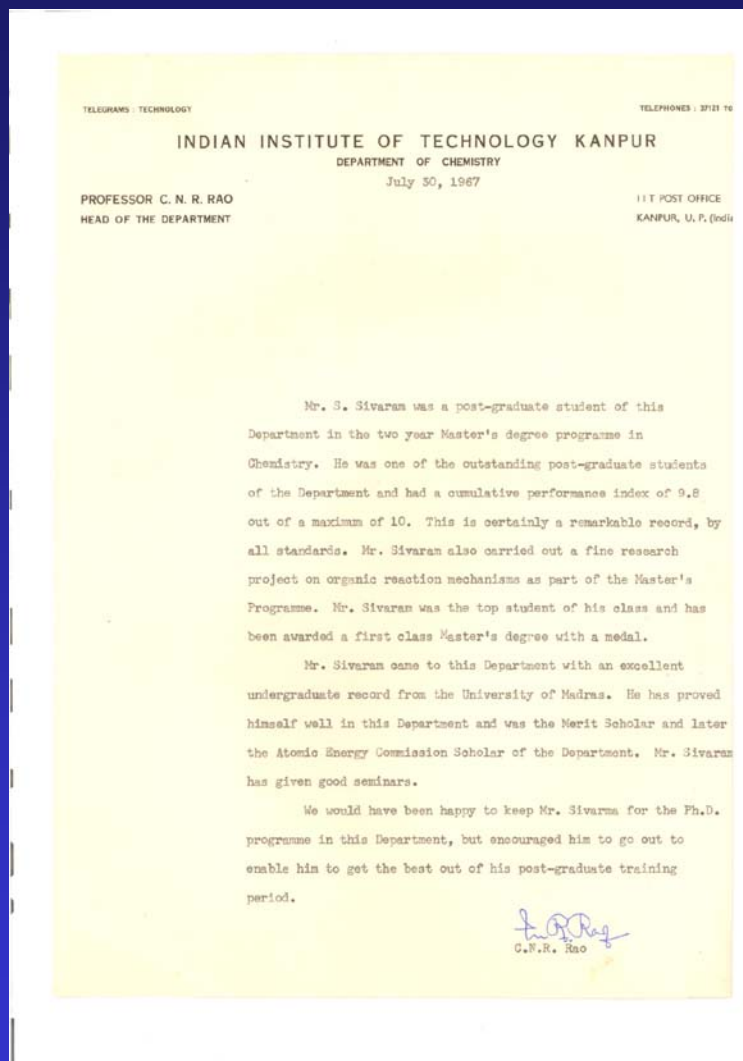 TELEGRAMS : TECHNOLOGY
TELEPHONES : 37121 TO
INDIAN INSTITUTE OF TECHNOLOGY KANPUR
DEPARTMENT OF CHEMISTRY
July 30, 1967
PROFESSOR C. N. R. RAO
HEAD OF THE DEPARTMENT
I I T POST OFFICE
KANPUR, U. P. (India
Mr. S. Sivaram was a post-graduate student of this
Department in the two year Master's degree programme in
Chemistry. He was one of the outstanding post-graduate students
of the Department and had a cumulative performance index of 9.8
out of a maximum of 10. This is certainly a remarkable record, by
all standards. Mr. Sivaram also carried out a fine research
project on organic reaction mechanisms as part of the Master's
Programme. Mr. Sivaram was the top student of his class and has
been awarded a first class Master's degree with a medal.
Mr. Sivaram came to this Department with an excellent
undergraduate record from the University of Madras. He has proved
himself well in this Department and was the Merit Scholar and later
the Atomic Energy Commission Scholar of the Department. Mr. Sivaram
has given good seminars.
We would have been happy to keep Mr. Sivarma for the Ph.D.
programme in this Department, but encouraged him to go out to
enable him to get the best out of his post-graduate training
period.
C.N.R. Rao